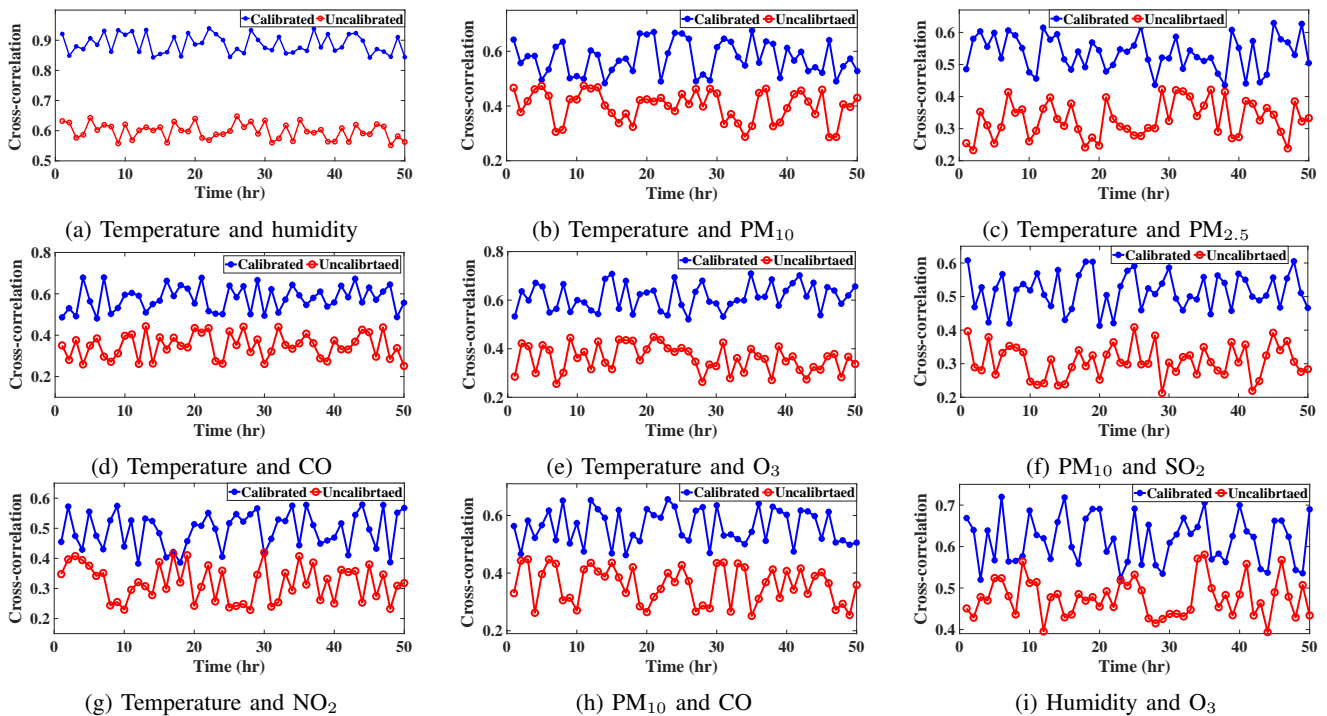 Calibrated Uncalibrtaed
Cross-correlation
0.9
0.8
0.7
0.6
0.5
0 10 20 30 40 50
Time (hr)
(a) Temperature and humidity
Calibrated Uncalibrtaed
Cross-correlation
0.6
0.4
0.2
0 10 20 30 40 50
Time (hr)
(b) Temperature and PM₁₀
Calibrated Uncalibrtaed
Cross-correlation
0.6
0.5
0.4
0.3
0.2
0 10 20 30 40 50
Time (hr)
(c) Temperature and PM₂.₅
Calibrated Uncalibrtaed
Cross-correlation
0.8
0.6
0.4
0.2
0 10 20 30 40 50
Time (hr)
(d) Temperature and CO
Calibrated Uncalibrtaed
Cross-correlation
0.8
0.6
0.4
0.2
0 10 20 30 40 50
Time (hr)
(e) Temperature and O₃
Calibrated Uncalibrtaed
Cross-correlation
0.6
0.5
0.4
0.3
0.2
0 10 20 30 40 50
Time (hr)
(f) PM₁₀ and SO₂
Calibrated Uncalibrtaed
Cross-correlation
0.6
0.5
0.4
0.3
0.2
0 10 20 30 40 50
Time (hr)
(g) Temperature and NO₂
Calibrated Uncalibrtaed
Cross-correlation
0.6
0.4
0.2
0 10 20 30 40 50
Time (hr)
(h) PM₁₀ and CO
Calibrated Uncalibrtaed
Cross-correlation
0.7
0.6
0.5
0.4
0 10 20 30 40 50
Time (hr)
(i) Humidity and O₃